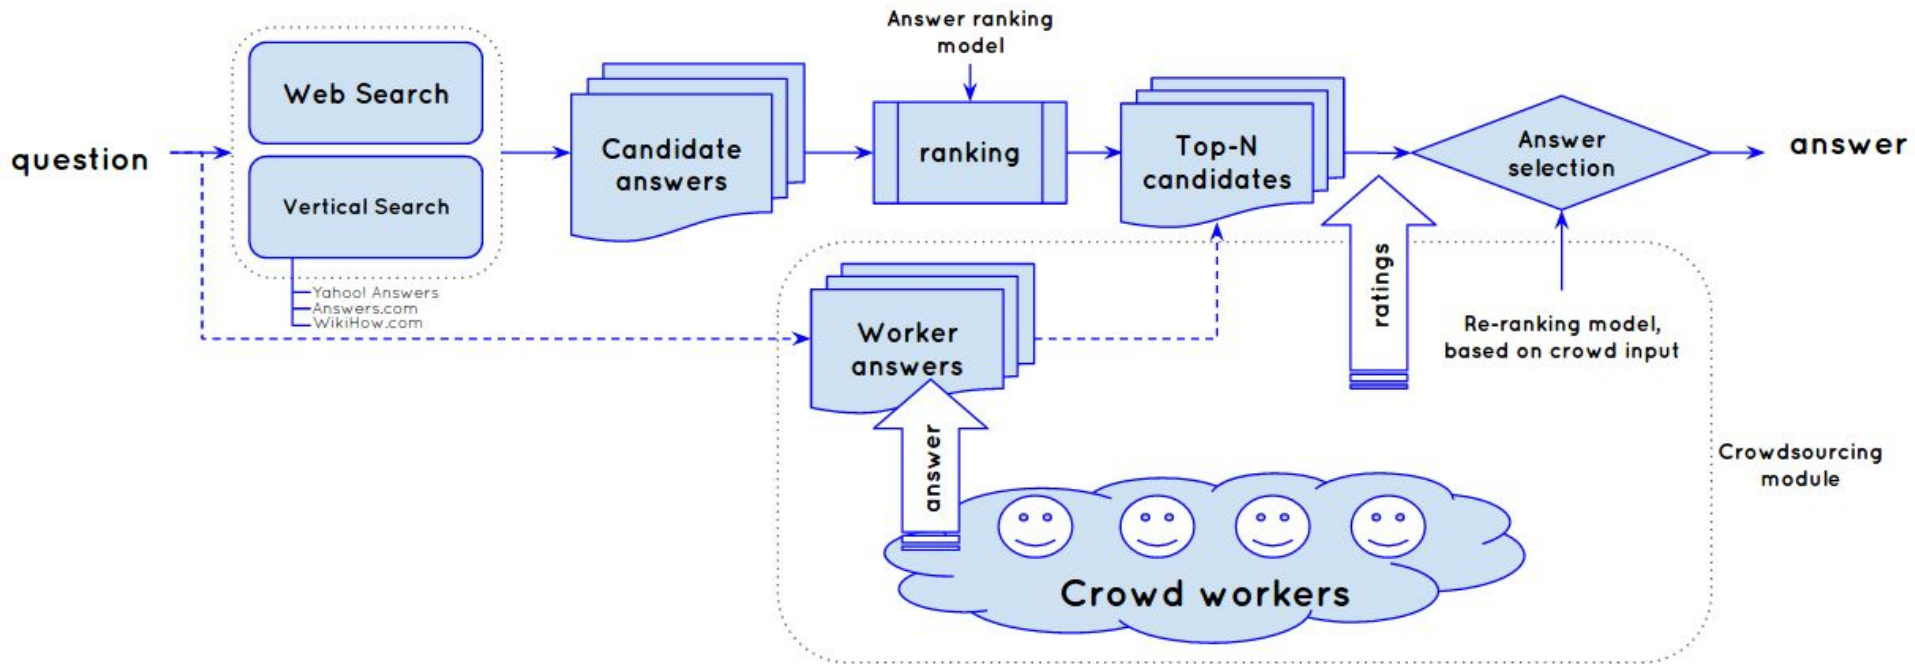 question
Web Search
Vertical Search
Yahoo! Answers
Answers.com
WikiHow.com
Candidate
answers
Answer ranking
model
ranking
Top-N
candidates
Answer
selection
answer
Worker
answers
answer
ratings
Re-ranking model,
based on crowd input
Crowdsourcing
module
Crowd workers